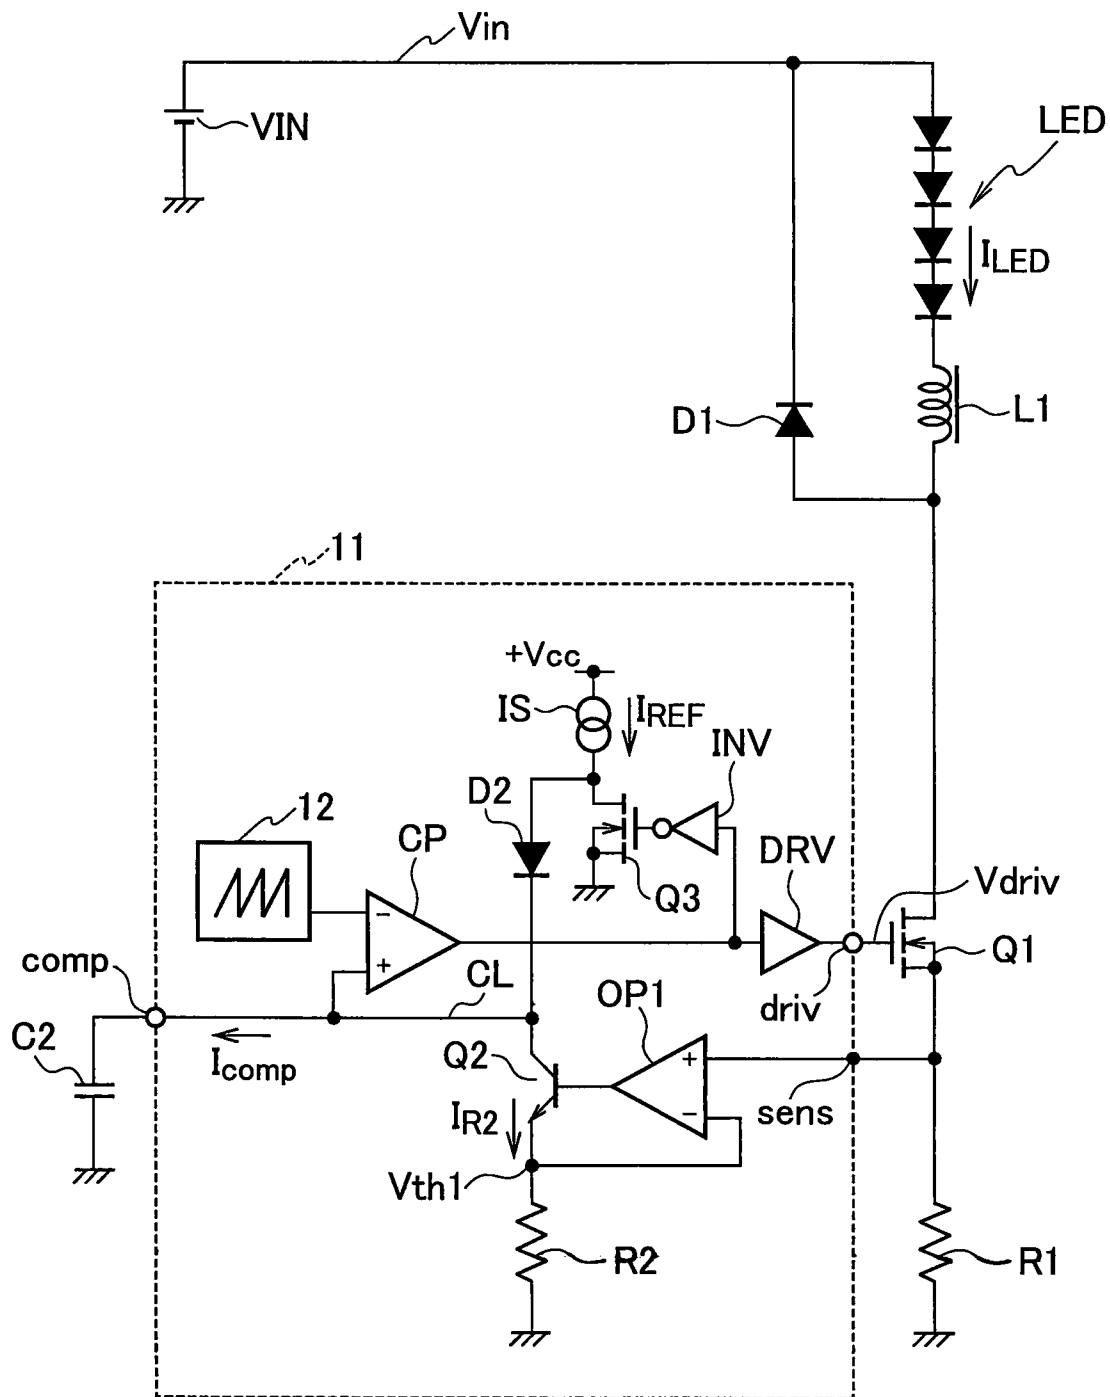 Vin
VIN
LED
ILED
D1
L1
11
+Vcc
IS
IREF
INV
D2
12
CP
DRV
Vdriv
Q3
Q1
comp
CL
driv
C2
OP1
Icomp
Q2
+
−
+
−
sens
IR2
Vth1
R2
R1